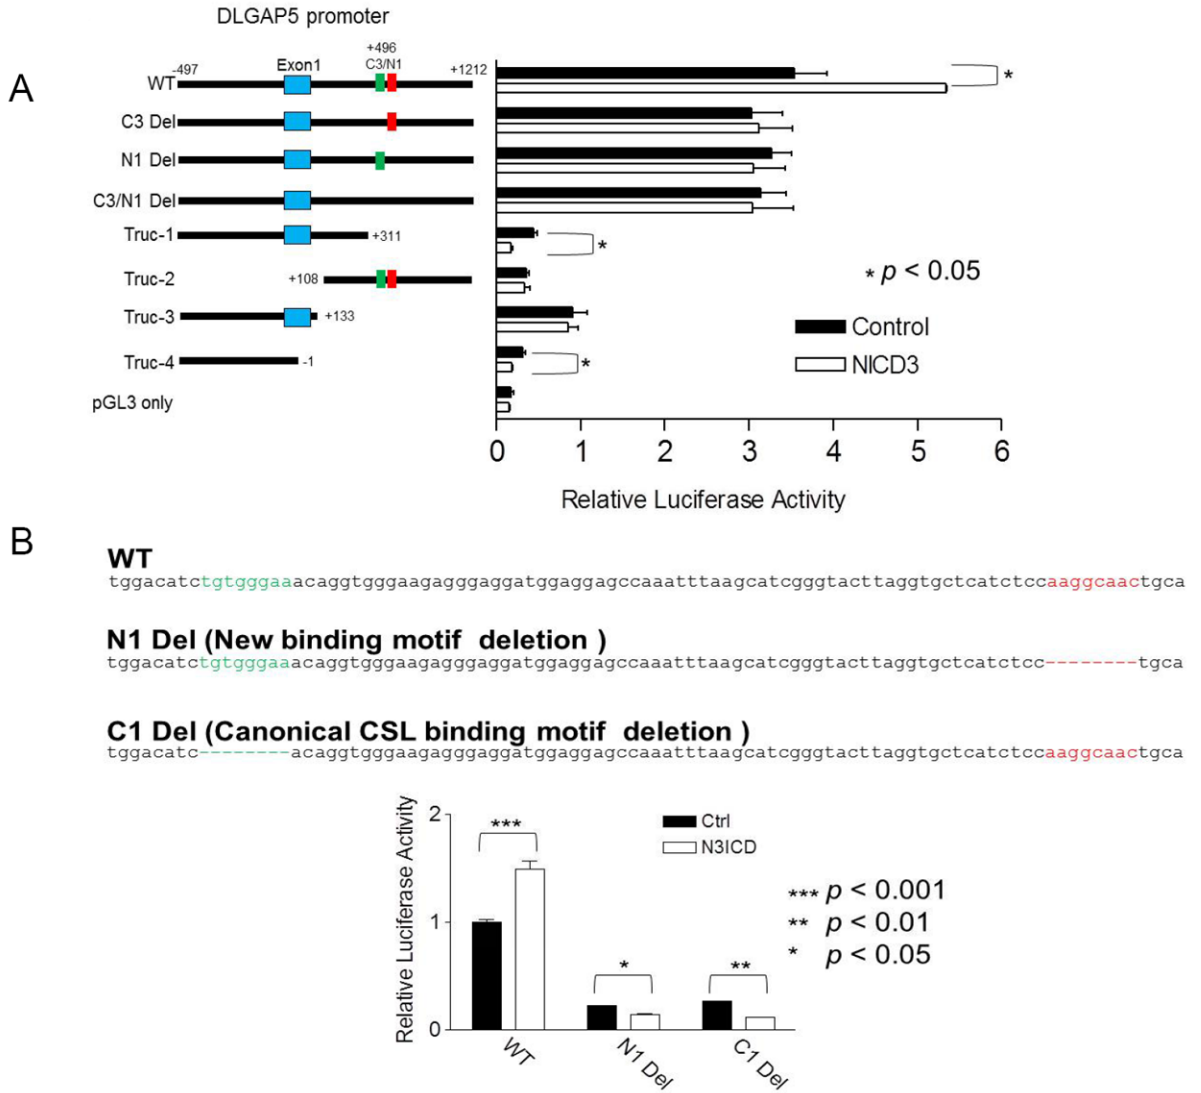 DLGAP5 promoter
A
-497
Exon1
+496
C3/N1
+1212
WT
C3 Del
N1 Del
C3/N1 Del
Truc-1
+311
Truc-2
+108
Truc-3
+133
Truc-4
-1
pGL3 only
*
*
*
* p < 0.05
Control
NICD3
0 1 2 3 4 5 6
Relative Luciferase Activity
B
WT
tggacatctgtgggaaacaggtgggaagagggaggatggaggagccaaatttaagcatcgggtacttaggtgctcatctccaaggcaactgca
N1 Del (New binding motif deletion )
tggacatctgtgggaaacaggtgggaagagggaggatggaggagccaaatttaagcatcgggtacttaggtgctcatctcc--------tgca
C1 Del (Canonical CSL binding motif deletion )
tggacatc--------acaggtgggaagagggaggatggaggagccaaatttaagcatcgggtacttaggtgctcatctccaaggcaactgca
Relative Luciferase Activity
2
1
0
***
*
**
Ctrl
N3ICD
*** p < 0.001
** p < 0.01
* p < 0.05
WT
N1 Del
C1 Del